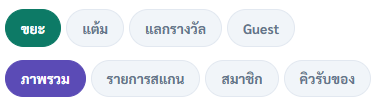 ขยะ แต้ม แลกรางวัล Guest
ภาพรวม รายการสแกน สมาชิก คิวรับของ